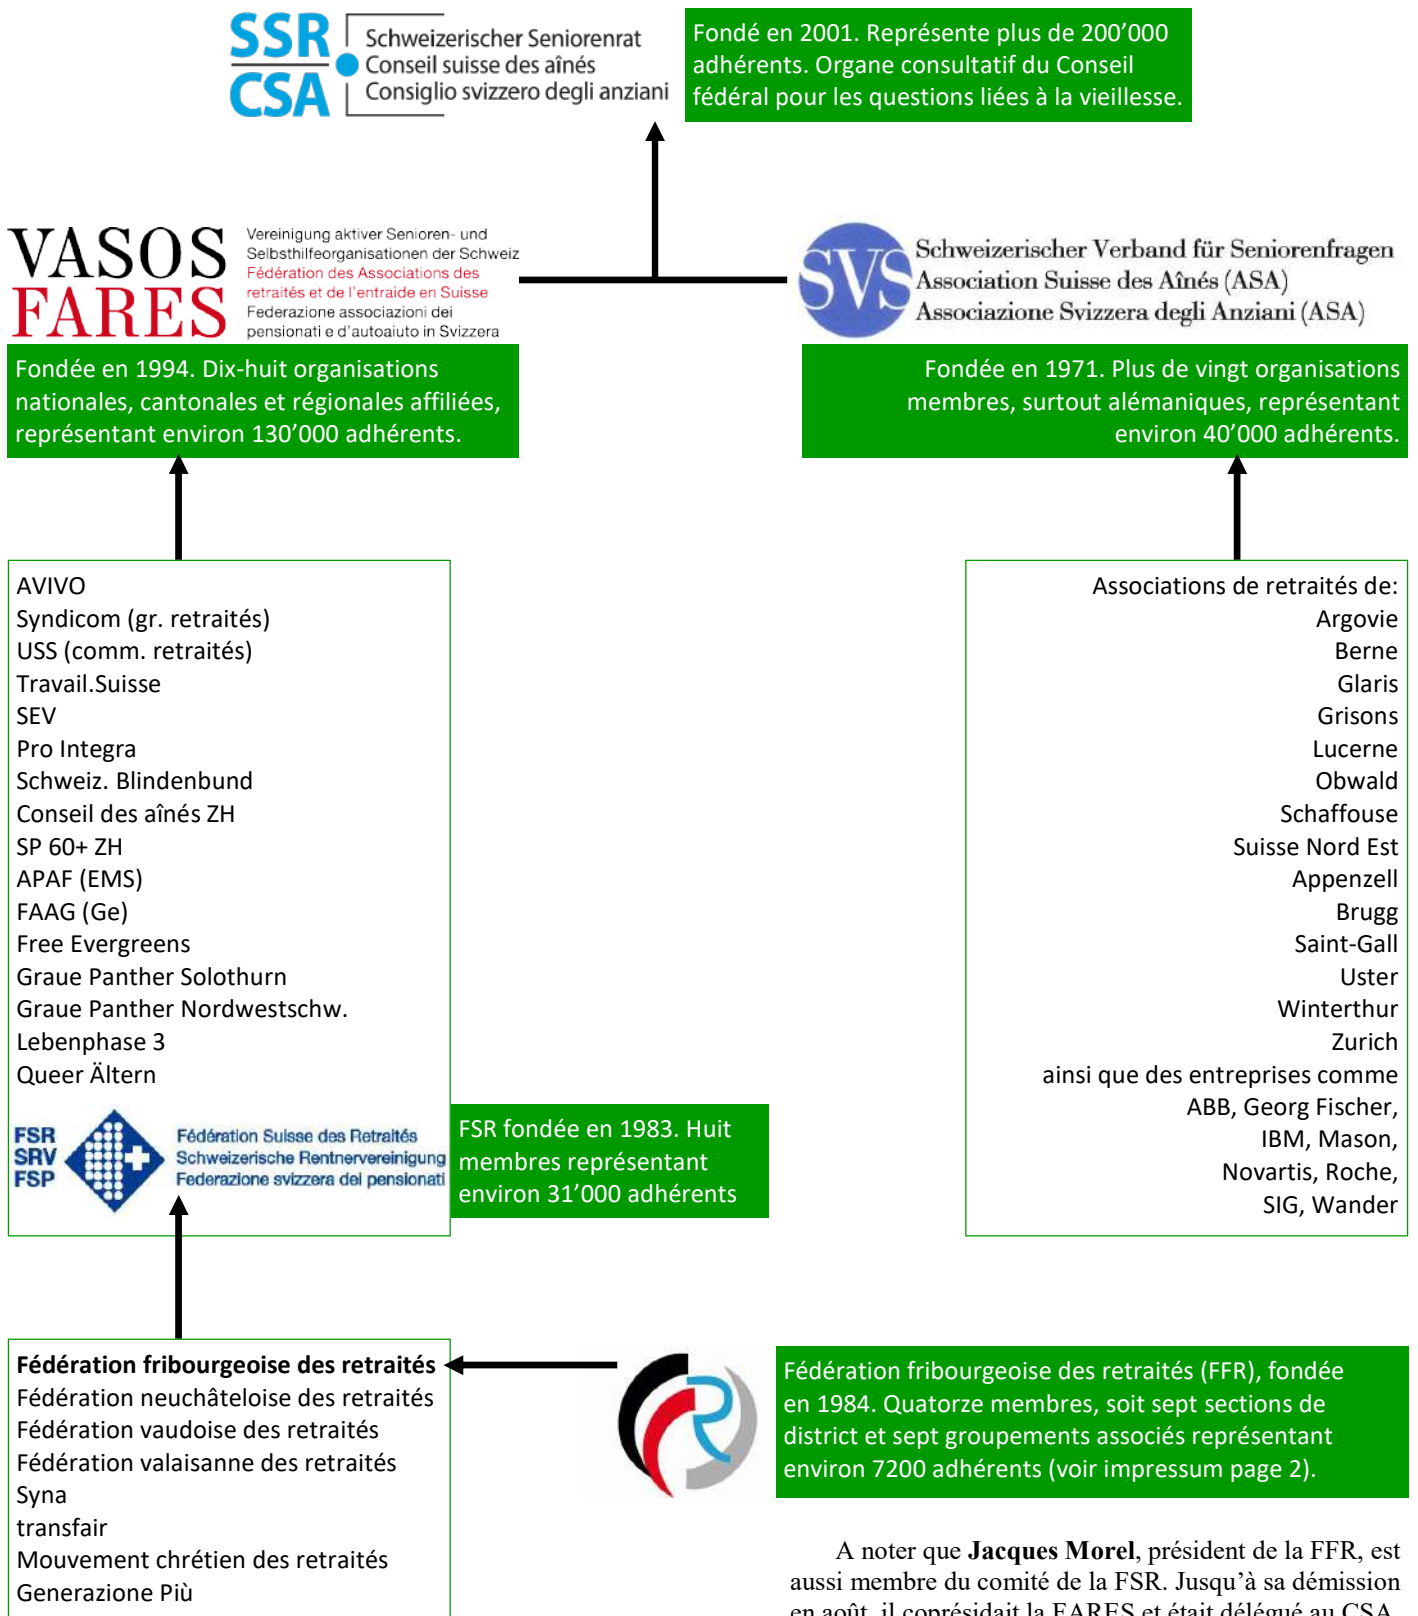 SSR
CSA
Schweizerischer Seniorenrat
Conseil suisse des aînés
Consiglio svizzero degli anziani
Fondé en 2001. Représente plus de 200’000
adhérents. Organe consultatif du Conseil
fédéral pour les questions liées à la vieillesse.
VASOS
FARES
Vereinigung aktiver Senioren- und
Selbsthilfeorganisationen der Schweiz
Fédération des Associations des
retraités et de l'entraide en Suisse
Federazione associazioni dei
pensionati e d'autoaiuto in Svizzera
SVS
Schweizerischer Verband für Seniorenfragen
Association Suisse des Aînés (ASA)
Associazione Svizzera degli Anziani (ASA)
Fondée en 1994. Dix-huit organisations
nationales, cantonales et régionales affiliées,
représentant environ 130’000 adhérents.
Fondée en 1971. Plus de vingt organisations
membres, surtout alémaniques, représentant
environ 40’000 adhérents.
AVIVO
Syndicom (gr. retraités)
USS (comm. retraités)
Travail.Suisse
SEV
Pro Integra
Schweiz. Blindenbund
Conseil des aînés ZH
SP 60+ ZH
APAF (EMS)
FAAG (Ge)
Free Evergreens
Graue Panther Solothurn
Graue Panther Nordwestschw.
Lebenphase 3
Queer Ältern
FSR
SRV
FSP
Fédération Suisse des Retraités
Schweizerische Rentnervereinigung
Federazione svizzera dei pensionati
FSR fondée en 1983. Huit
membres représentant
environ 31’000 adhérents
Associations de retraités de:
Argovie
Berne
Glaris
Grisons
Lucerne
Obwald
Schaffouse
Suisse Nord Est
Appenzell
Brugg
Saint-Gall
Uster
Winterthur
Zurich
ainsi que des entreprises comme
ABB, Georg Fischer,
IBM, Mason,
Novartis, Roche,
SIG, Wander
Fédération fribourgeoise des retraités
Fédération neuchâteloise des retraités
Fédération vaudoise des retraités
Fédération valaisanne des retraités
Syna
transfair
Mouvement chrétien des retraités
Generazione Più
Fédération fribourgeoise des retraités (FFR), fondée
en 1984. Quatorze membres, soit sept sections de
district et sept groupements associés représentant
environ 7200 adhérents (voir impressum page 2).
A noter que Jacques Morel, président de la FFR, est
aussi membre du comité de la FSR. Jusqu’à sa démission
en août, il coprésidait la FARES et était délégué au CSA.